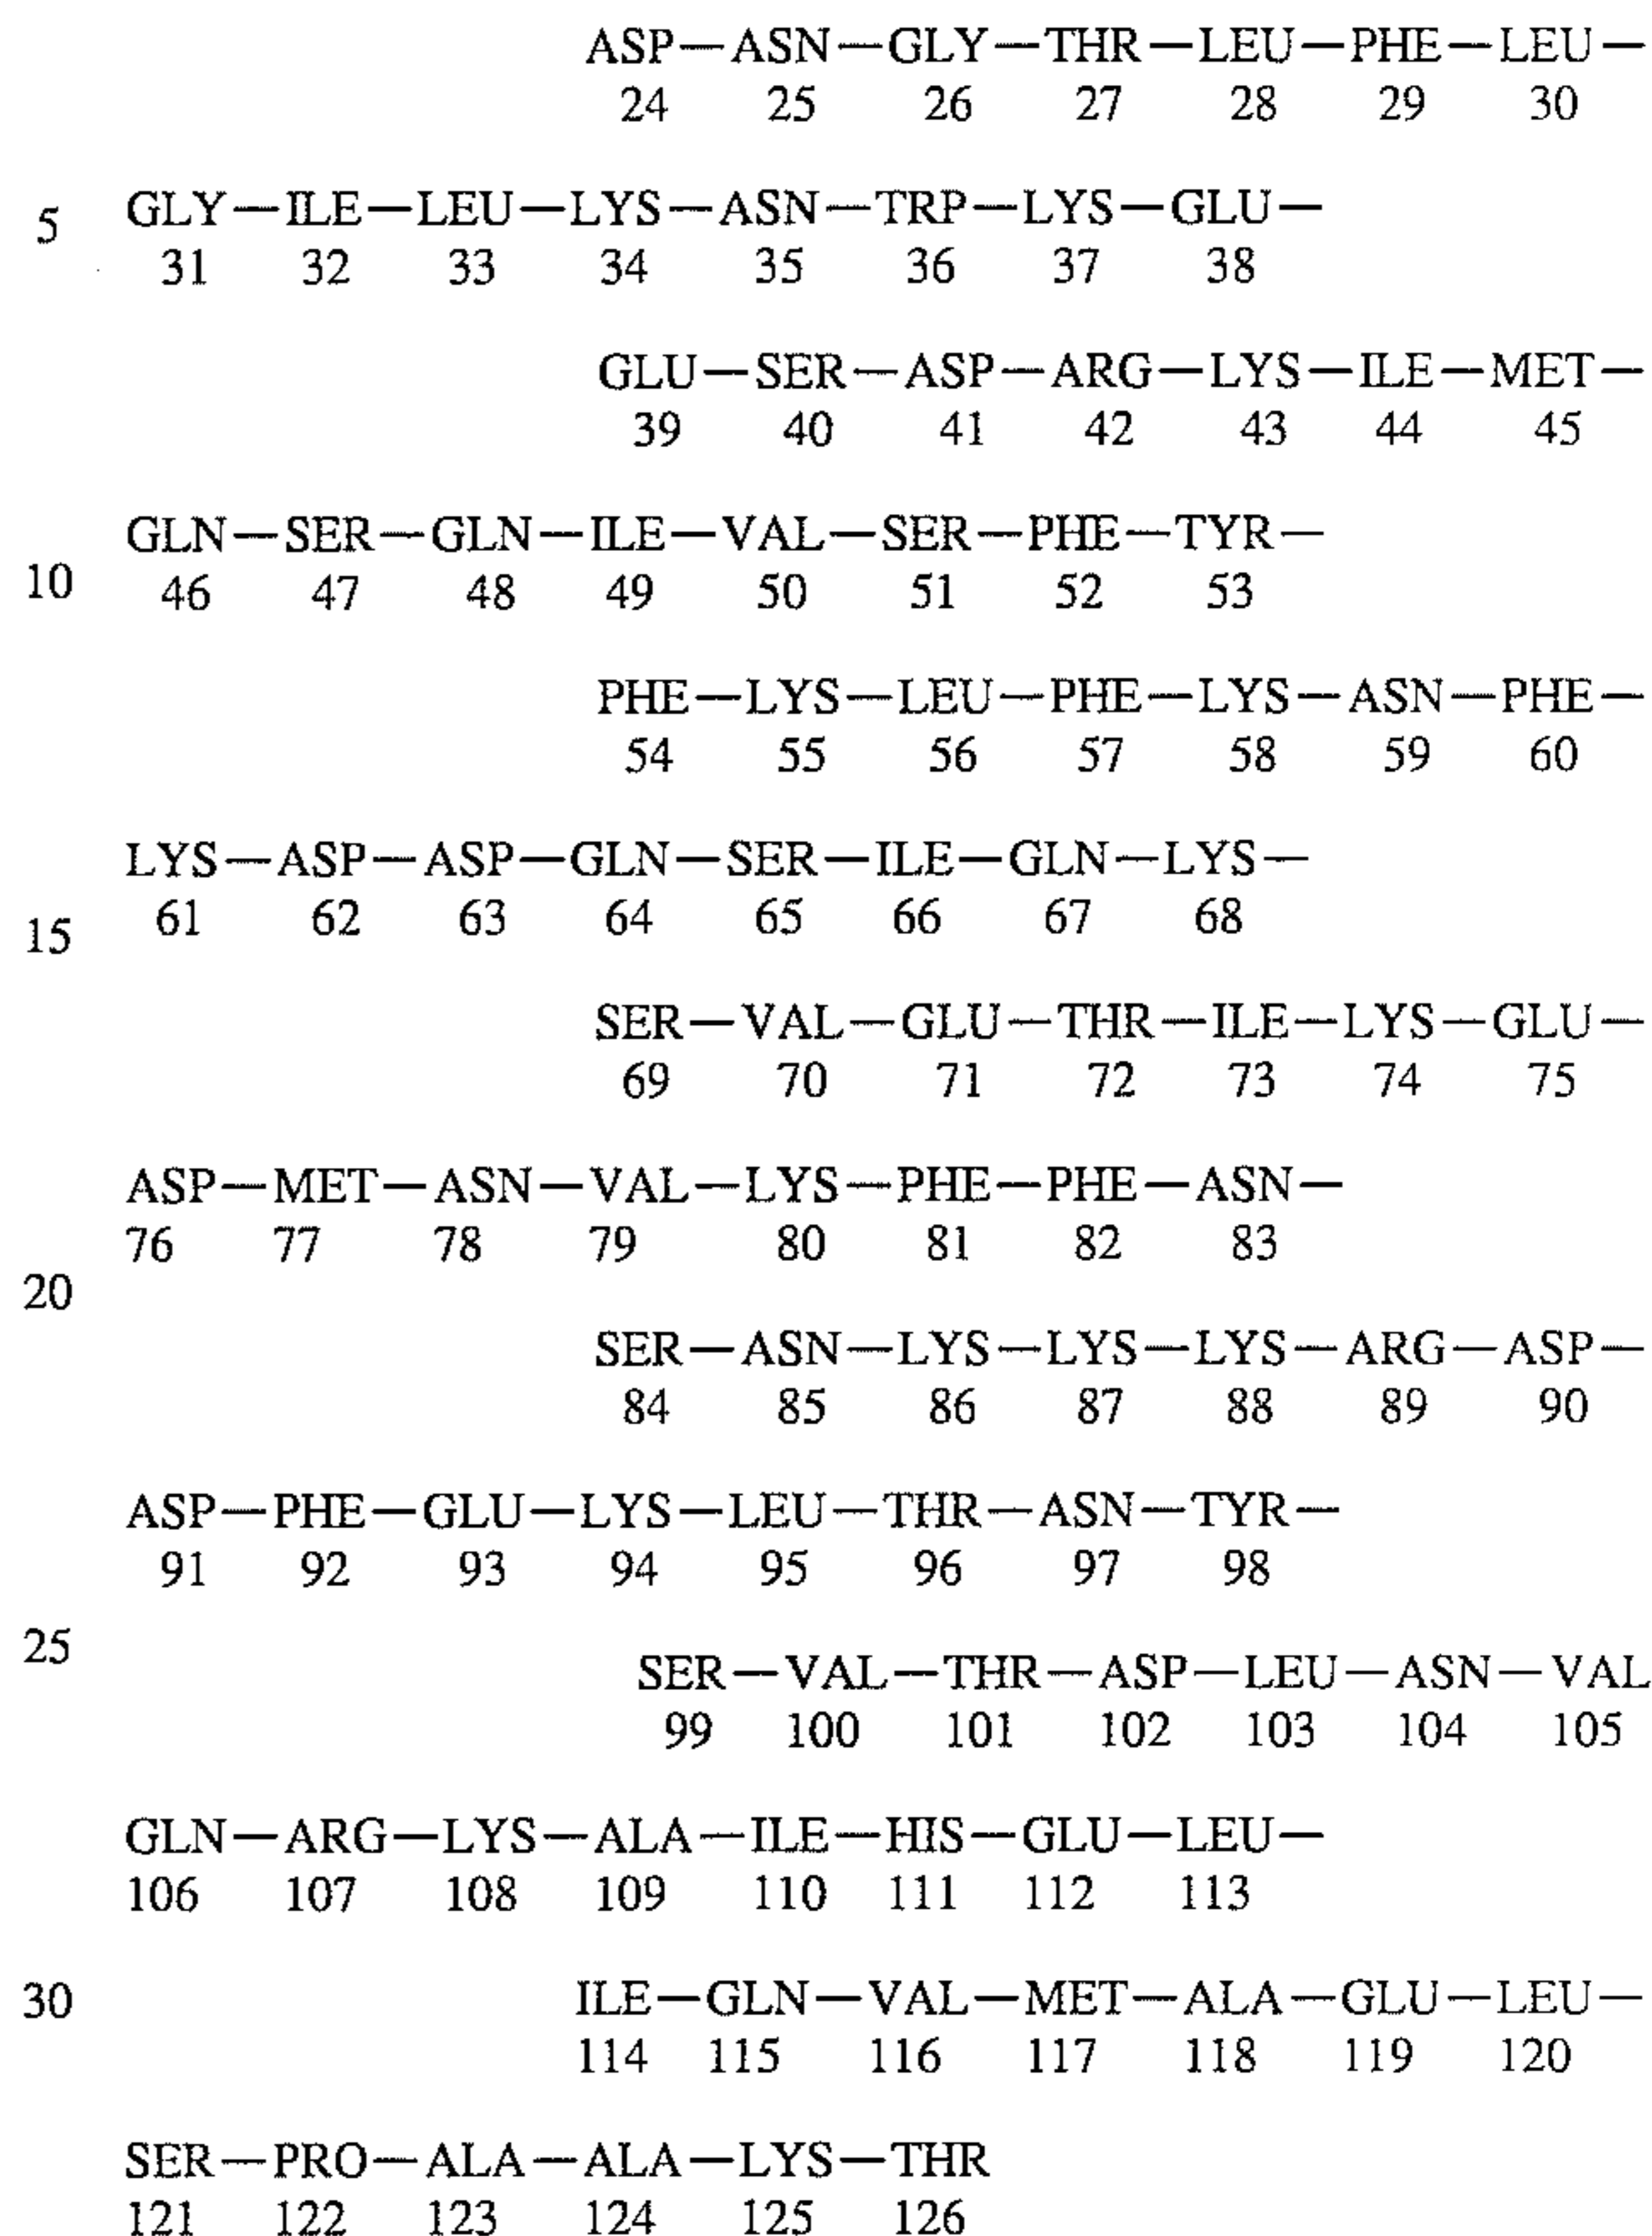 ASP—ASN—GLY—THR—LEU—PHE—LEU—
24 25 26 27 28 29 30
5 GLY—ILE—LEU—LYS—ASN—TRP—LYS—GLU—
31 32 33 34 35 36 37 38
GLU—SER—ASP—ARG—LYS—ILE—MET—
39 40 41 42 43 44 45
GLN—SER—GLN—ILE—VAL—SER—PHE—TYR—
10 46 47 48 49 50 51 52 53
PHE—LYS—LEU—PHE—LYS—ASN—PHE—
54 55 56 57 58 59 60
LYS—ASP—ASP—GLN—SER—ILE—GLN—LYS—
15 61 62 63 64 65 66 67 68
SER—VAL—GLU—THR—ILE—LYS—GLU—
69 70 71 72 73 74 75
ASP—MET—ASN—VAL—LYS—PHE—PHE—ASN—
76 77 78 79 80 81 82 83
20
SER—ASN—LYS—LYS—LYS—ARG—ASP—
84 85 86 87 88 89 90
ASP—PHE—GLU—LYS—LEU—THR—ASN—TYR—
91 92 93 94 95 96 97 98
25 SER—VAL—THR—ASP—LEU—ASN—VAL
99 100 101 102 103 104 105
GLN—ARG—LYS—ALA—ILE—HIS—GLU—LEU—
106 107 108 109 110 111 112 113
30 ILE—GLN—VAL—MET—ALA—GLU—LEU—
114 115 116 117 118 119 120
SER—PRO—ALA—ALA—LYS—THR
121 122 123 124 125 126